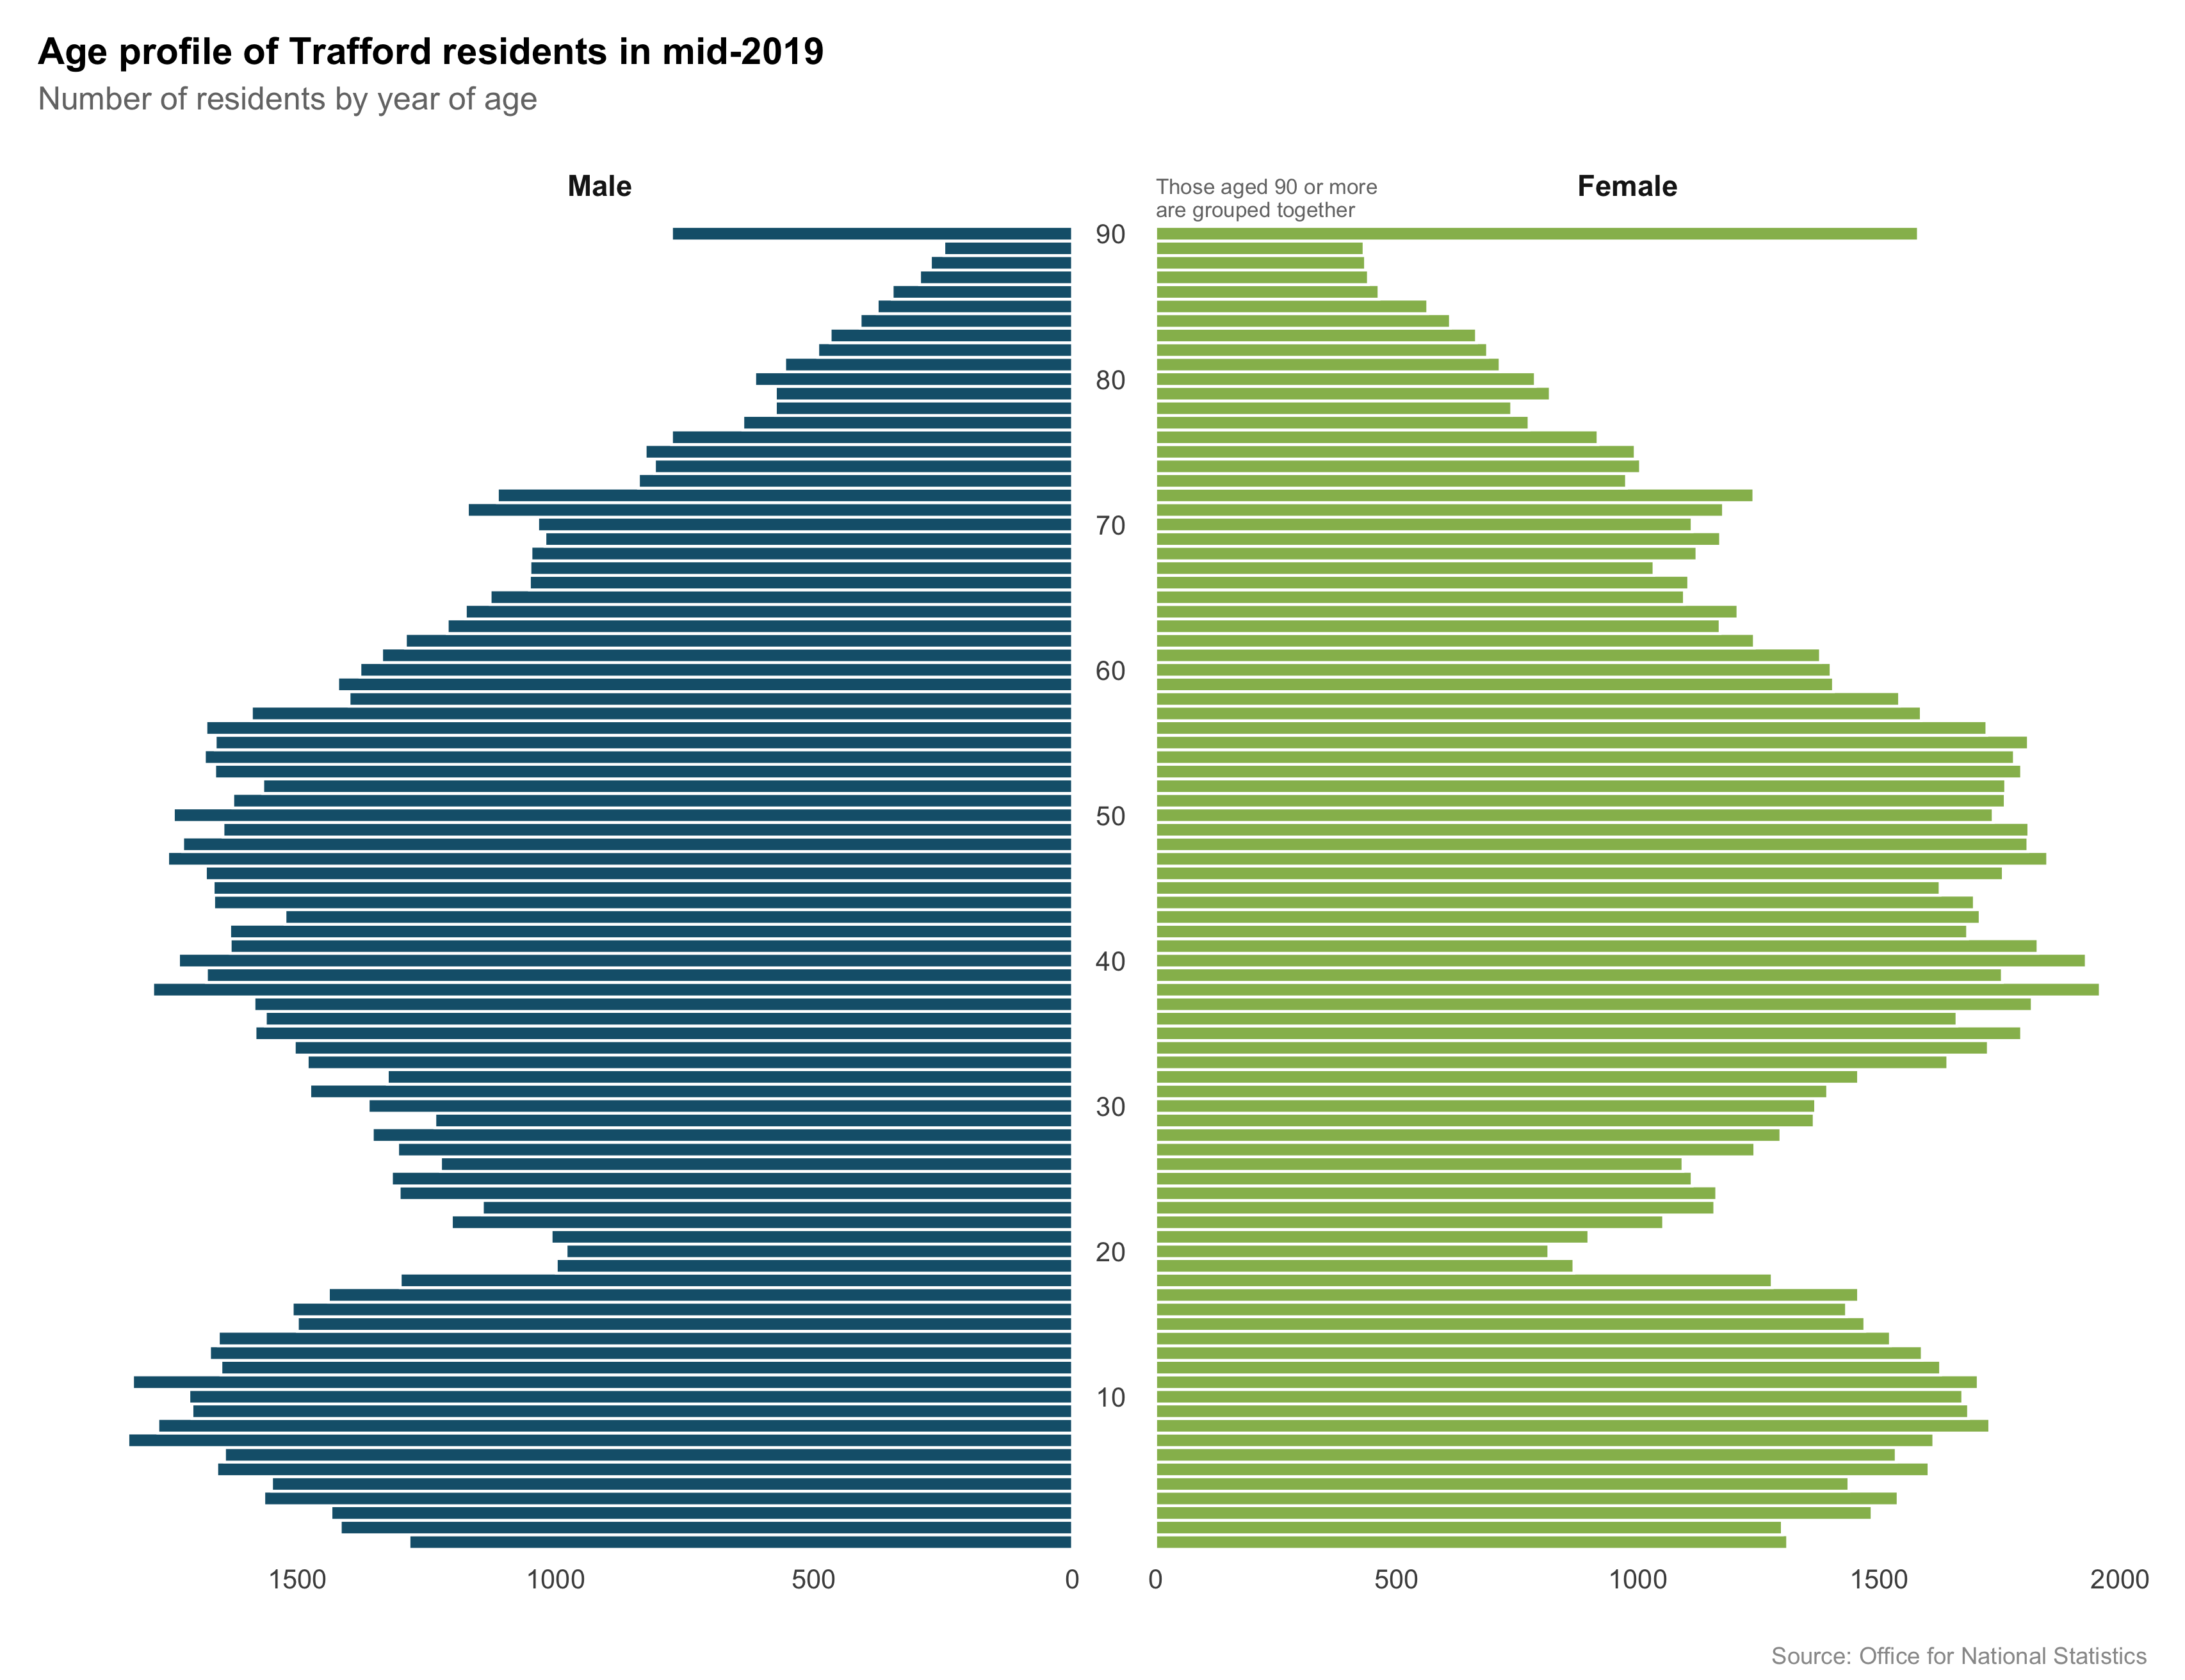 Age profile of Trafford residents in mid-2019
Number of residents by year of age
Male
Those aged 90 or more
are grouped together
Female
90
80
70
60
50
40
30
20
10
1500 1000 500 0 0 500 1000 1500 2000
Source: Office for National Statistics